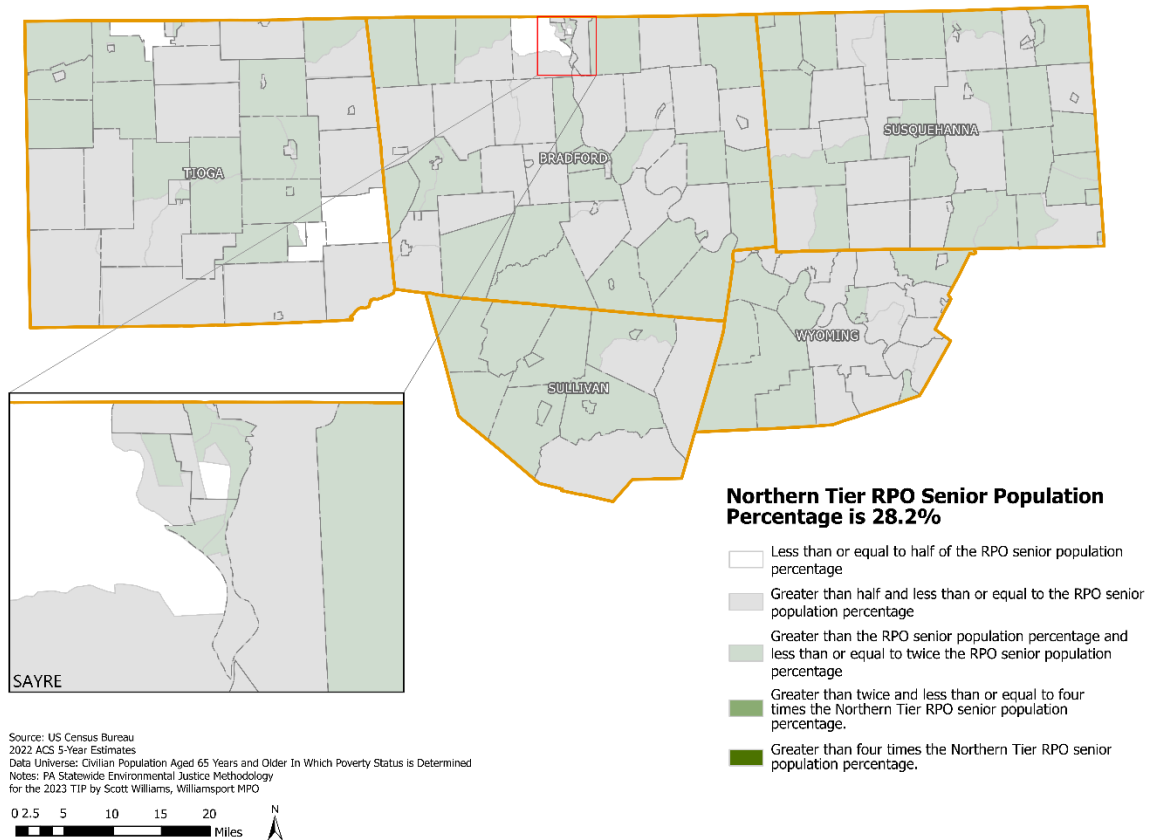 TIOGA
BRADFORD
SUSQUEHANNA
SULLIVAN
WYOMING
SAYRE
Northern Tier RPO Senior Population
Percentage is 28.2%
Less than or equal to half of the RPO senior population
percentage
Greater than half and less than or equal to the RPO senior
population percentage
Greater than the RPO senior population percentage and
less than or equal to twice the RPO senior population
percentage
Greater than twice and less than or equal to four
times the Northern Tier RPO senior population
percentage.
Greater than four times the Northern Tier RPO senior
population percentage.
Source: US Census Bureau
2022 ACS 5-Year Estimates
Data Universe: Civilian Population Aged 65 Years and Older In Which Poverty Status is Determined
Notes: PA Statewide Environmental Justice Methodology
for the 2023 TIP by Scott Williams, Williamsport MPO
0 2.5 5 10 15 20
Miles
N